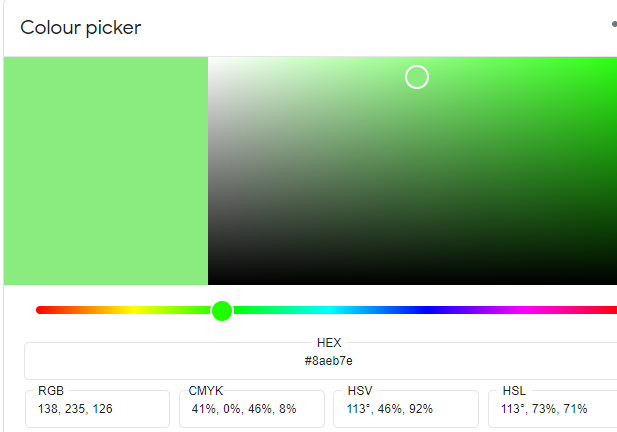 Colour picker
HEX
#8aeb7e
RGB
138, 235, 126
CMYK
41%, 0%, 46%, 8%
HSV
113°, 46%, 92%
HSL
113°, 73%, 71%